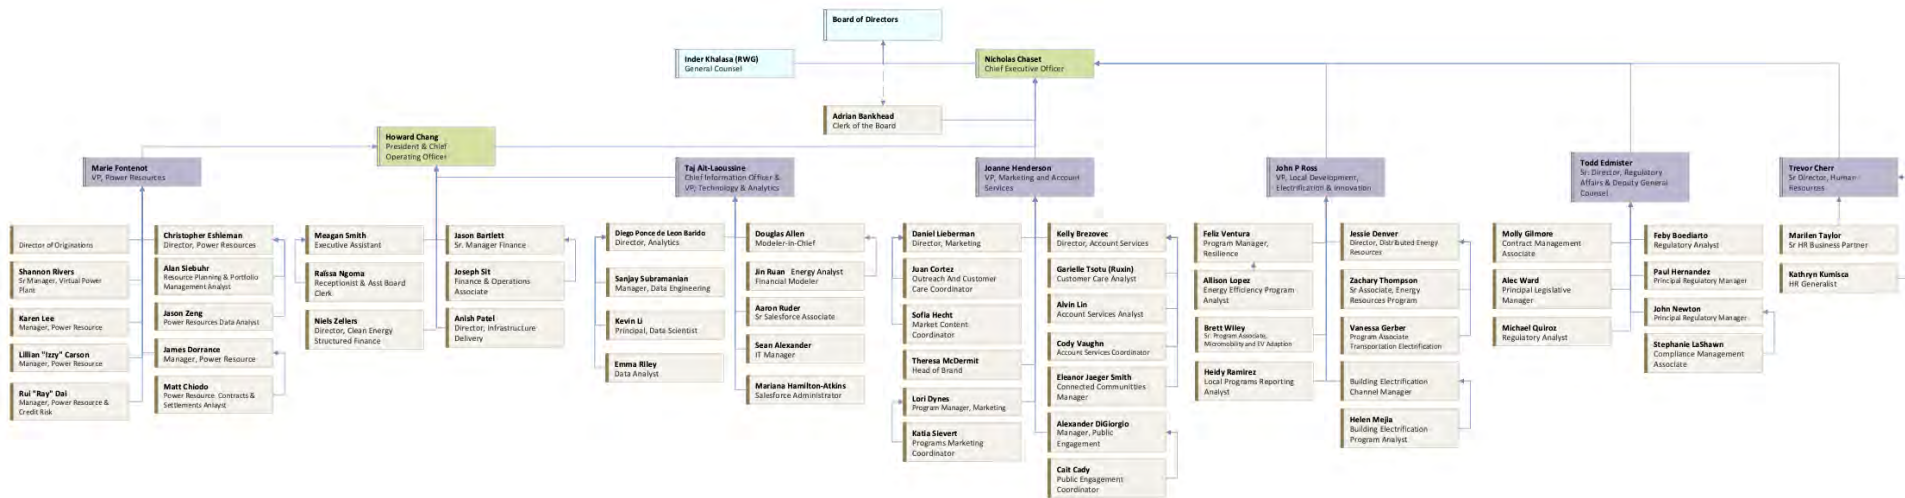 Board of Directors
Inder Khalasa (RWG)
General Counsel
Nicholas Chaset
Chief Executive Officer
Adrian Bankhead
Clerk of the Board
Howard Chang
President & Chief
Operating Officer
Marie Fontenot
VP, Power Resources
Taj Ait-Laoussine
Chief Information Officer &
VP, Technology & Analytics
Joanne Henderson
VP, Marketing and Account
Services
John P Ross
VP, Local Development,
Electrification & Innovation
Todd Edmister
Sr. Director, Regulatory
Affairs & Deputy General
Counsel
Trevor Cherr
Sr Director, Human
Resources
Director of Originations
Shannon Rivers
Sr Manager, Virtual Power
Plant
Karen Lee
Manager, Power Resource
Lillian "Izzy" Carson
Manager, Power Resource
Rui "Ray" Dai
Manager, Power Resource &
Credit Risk
Christopher Eshleman
Director, Power Resources
Alan Siebuhr
Resource Planning & Portfolio
Management Analyst
Jason Zeng
Power Resources Data Analyst
James Dorrance
Manager, Power Resource
Matt Chiodo
Power Resource Contracts &
Settlements Anlayst
Meagan Smith
Executive Assistant
Raïssa Ngoma
Receptionist & Asst Board
Clerk
Niels Zellers
Director, Clean Energy
Structured Finance
Jason Bartlett
Sr. Manager Finance
Joseph Sit
Finance & Operations
Associate
Anish Patel
Director, Infrastructure
Delivery
Diego Ponce de Leon Barido
Director, Analytics
Sanjay Subramanian
Manager, Data Engineering
Kevin Li
Principal, Data Scientist
Emma Riley
Data Analyst
Douglas Allen
Modeler-in-Chief
Jin Ruan Energy Analyst
Financial Modeler
Aaron Ruder
Sr Salesforce Associate
Sean Alexander
IT Manager
Mariana Hamilton-Atkins
Salesforce Administrator
Daniel Lieberman
Director, Marketing
Juan Cortez
Outreach And Customer
Care Coordinator
Sofia Hecht
Market Content
Coordinator
Theresa McDermit
Head of Brand
Lori Dynes
Program Manager, Marketing
Katia Sievert
Programs Marketing
Coordinator
Kelly Brezovec
Director, Account Services
Garielle Tsotu (Ruxin)
Customer Care Analyst
Alvin Lin
Account Services Analyst
Cody Vaughn
Account Services Coordinator
Eleanor Jaeger Smith
Connected Communities
Manager
Alexander DiGiorgio
Manager, Public
Engagement
Cait Cady
Public Engagement
Coordinator
Feliz Ventura
Program Manager,
Resilience
Allison Lopez
Energy Efficiency Program
Analyst
Brett Wiley
Sr. Program Associate,
Micromobility and EV Adaption
Heidy Ramirez
Local Programs Reporting
Analyst
Jessie Denver
Director, Distributed Energy
Resources
Zachary Thompson
Sr Associate, Energy
Resources Program
Vanessa Gerber
Program Associate
Transportation Electrification
Building Electrification
Channel Manager
Helen Mejia
Building Electrification
Program Analyst
Molly Gilmore
Contract Management
Associate
Alec Ward
Principal Legislative
Manager
Michael Quiroz
Regulatory Analyst
Feby Boediarto
Regulatory Analyst
Paul Hernandez
Principal Regulatory Manager
John Newton
Principal Regulatory Manager
Stephanie LaShawn
Compliance Management
Associate
Marilen Taylor
Sr HR Business Partner
Kathryn Kumisca
HR Generalist